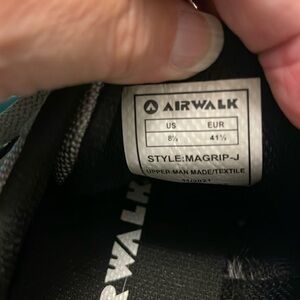 AIRWALK
US EUR
8½ 41½
STYLE:MAGRIP-J
UPPER-MAN MADE/TEXTILE
RWALK